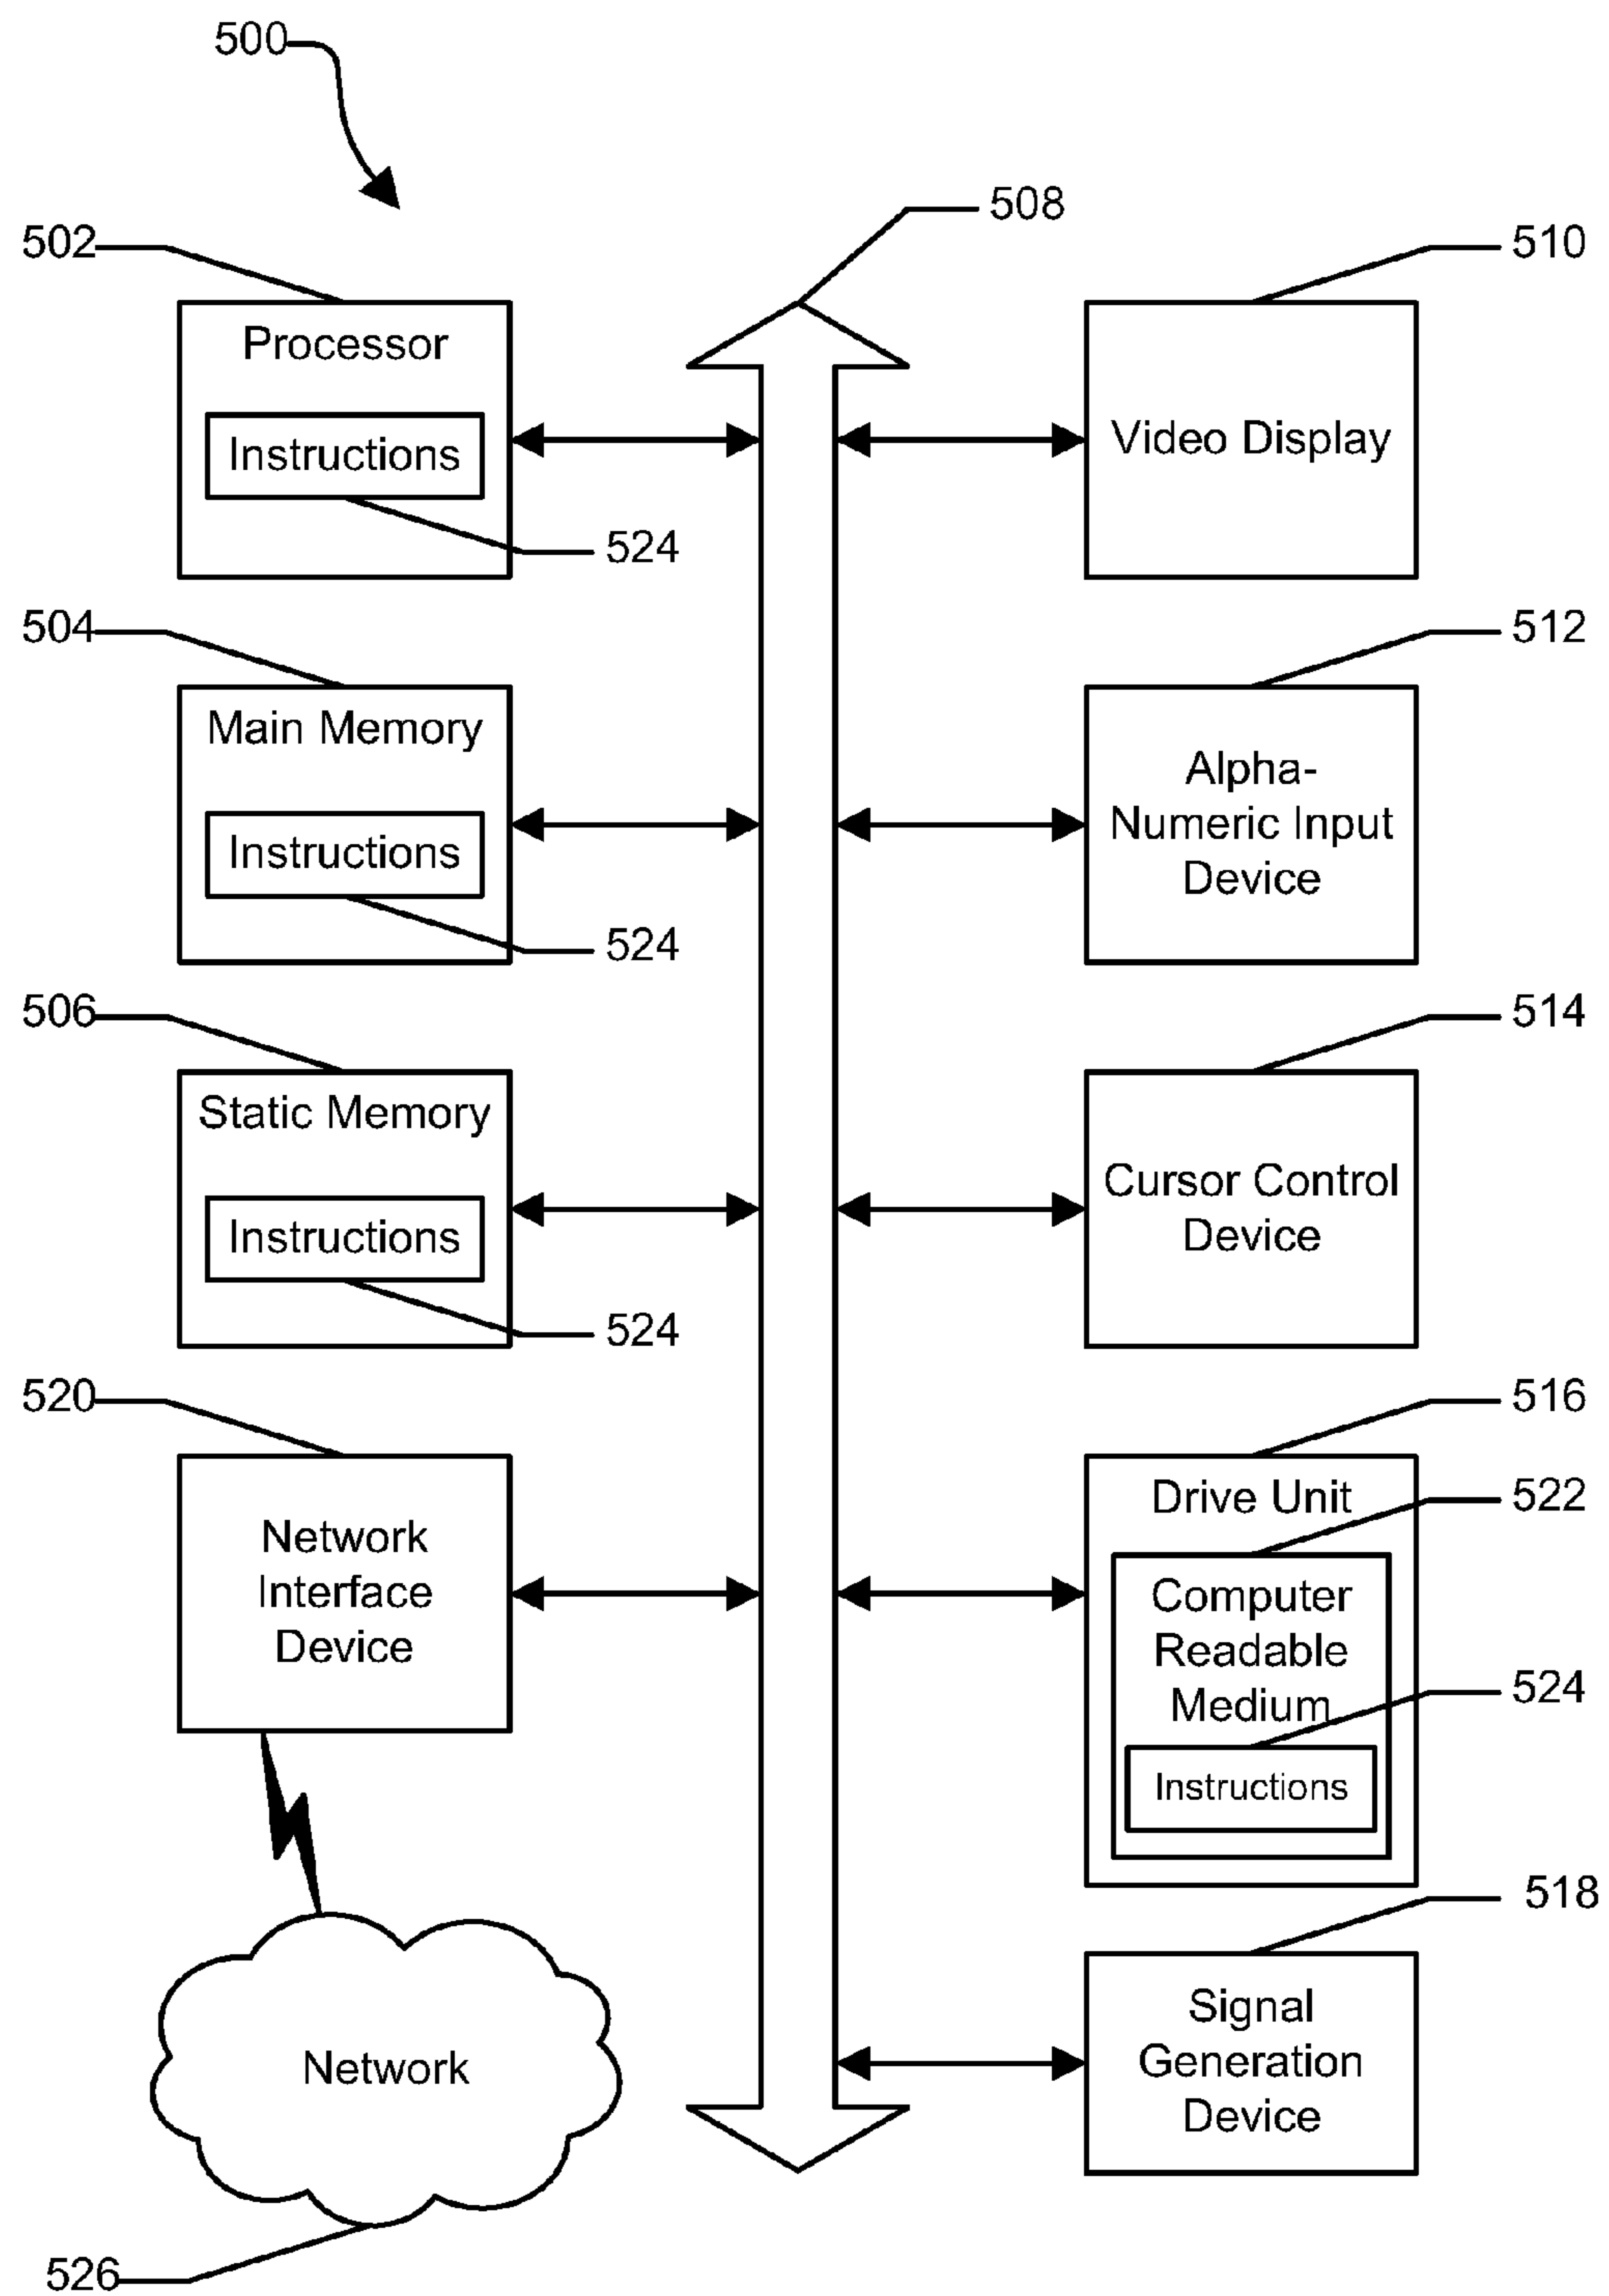 500
508
502
510
Processor
Instructions
524
Video Display
504
512
Main Memory
Instructions
524
Alpha-
Numeric Input
Device
506
514
Static Memory
Instructions
524
Cursor Control
Device
520
516
Network
Interface
Device
Drive Unit
522
Computer
Readable
Medium
524
Instructions
518
Signal
Generation
Device
Network
526